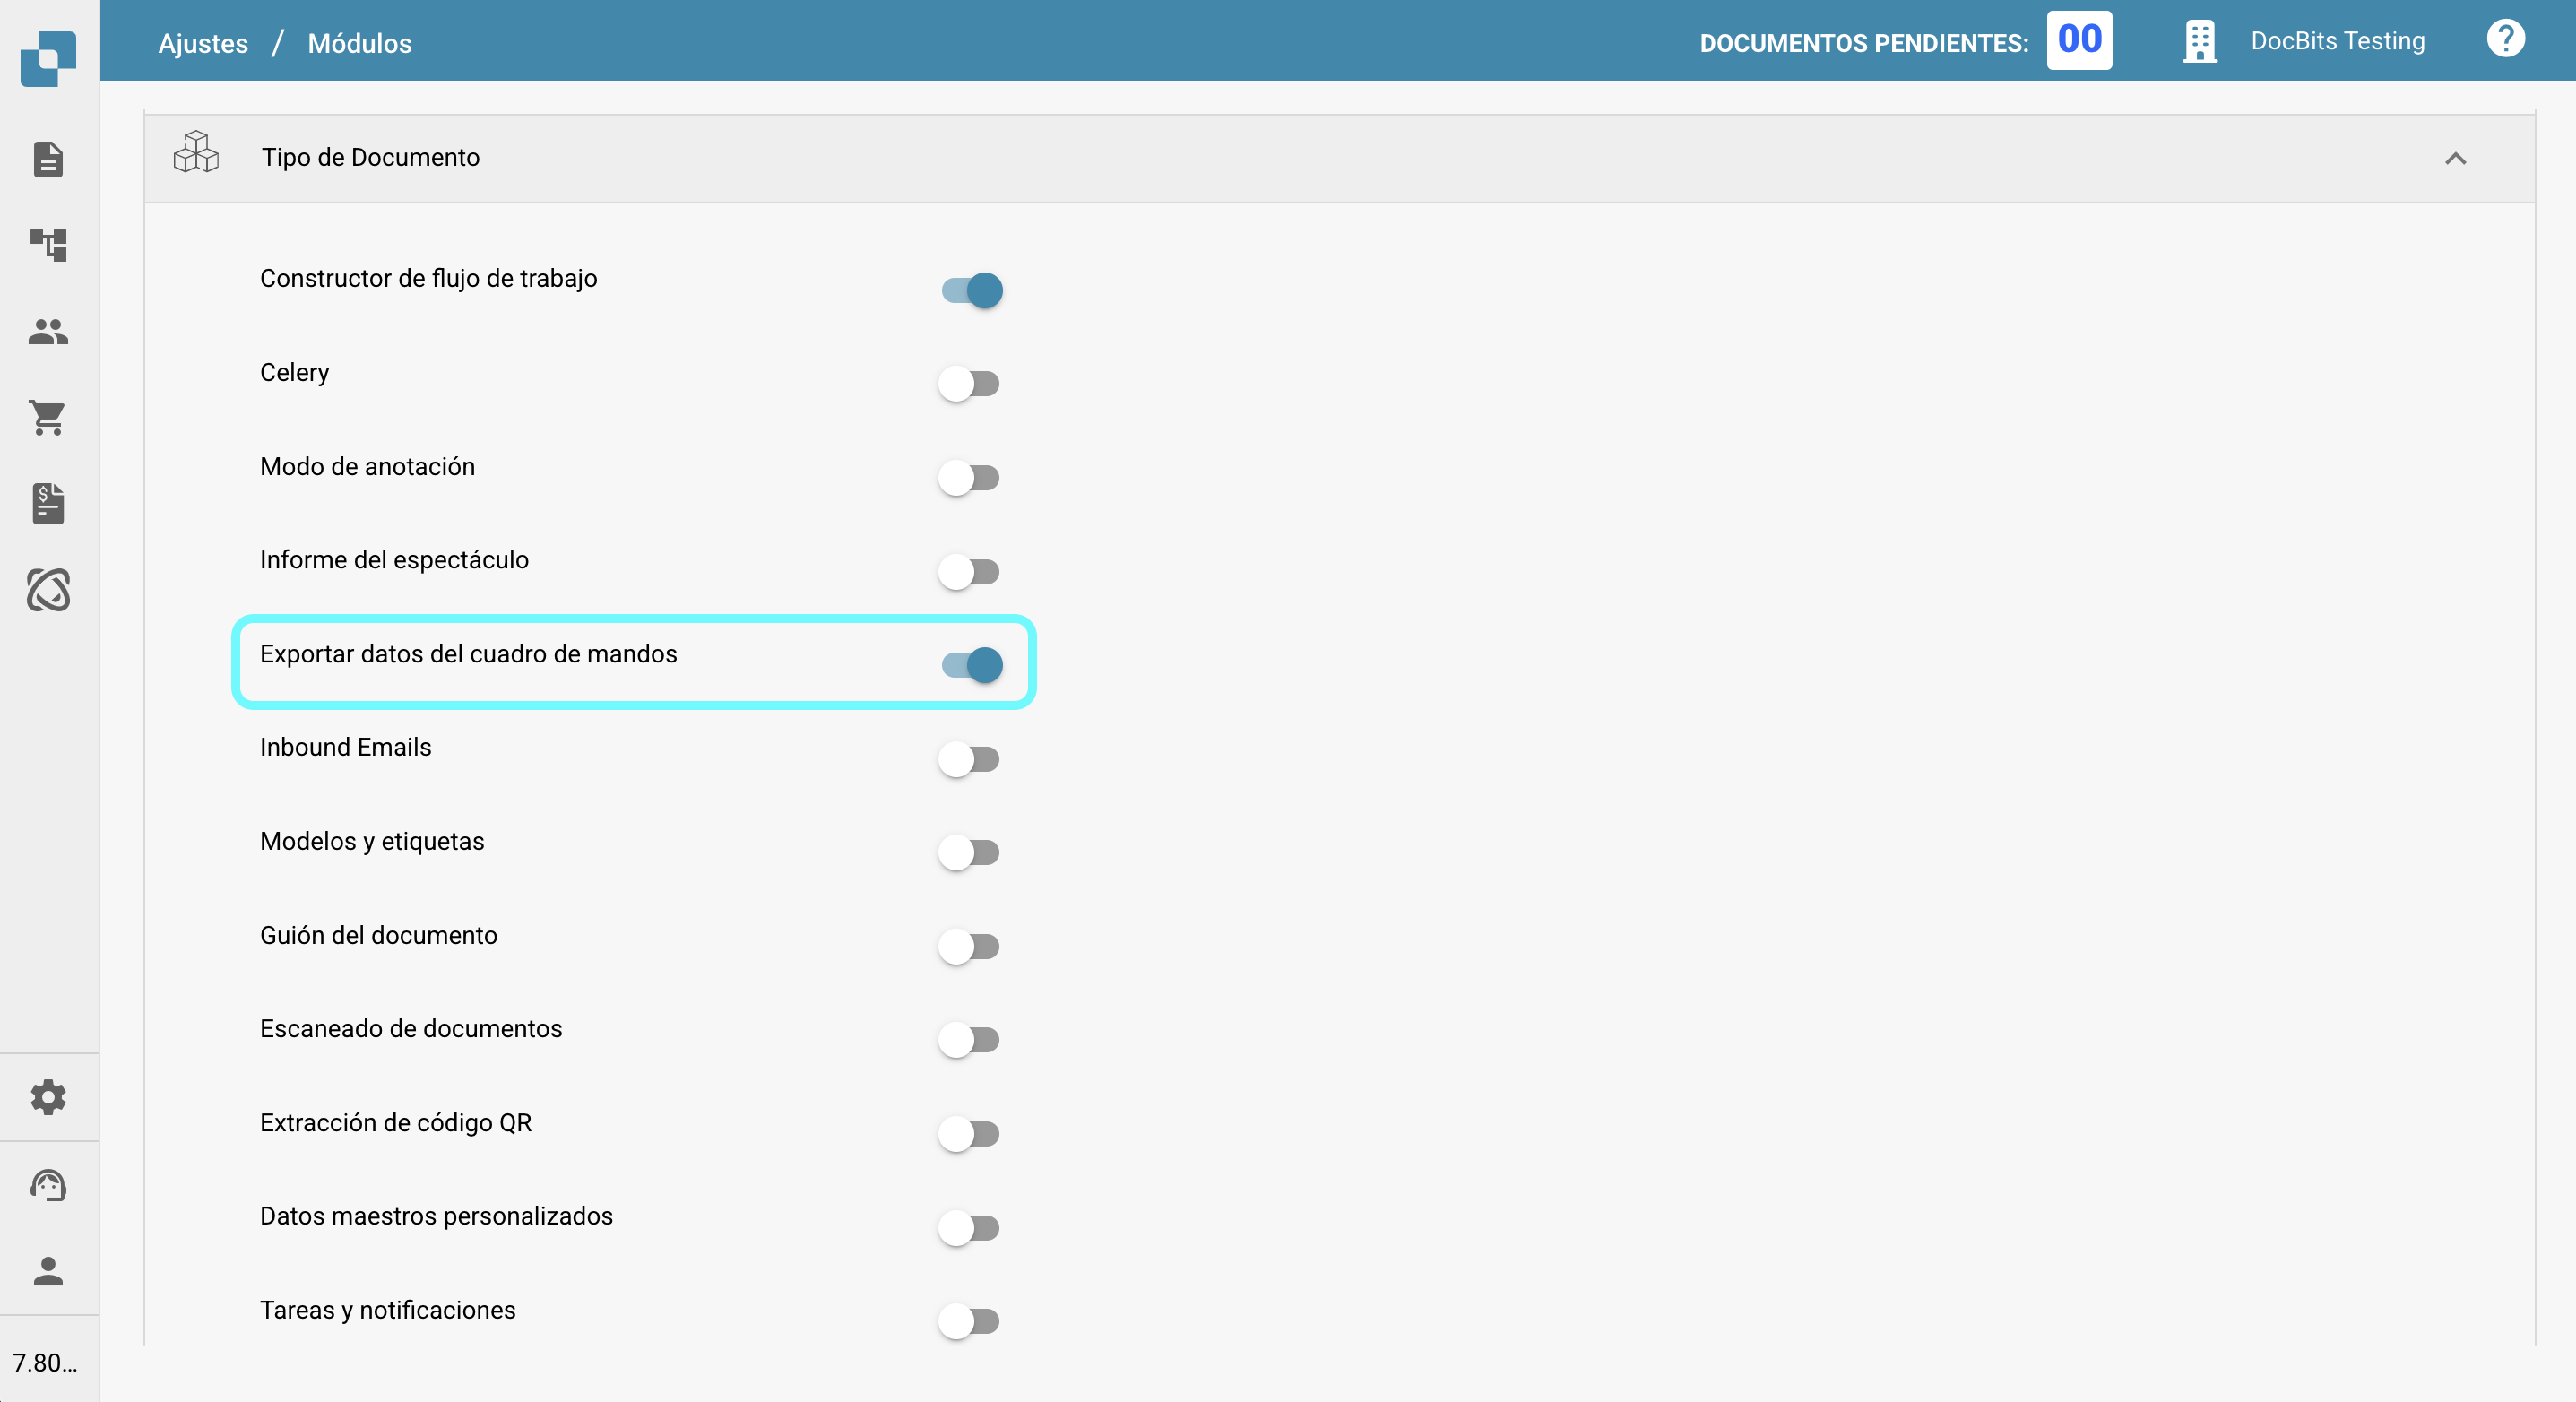 Ajustes / Módulos
DOCUMENTOS PENDIENTES: 00
DocBits Testing
?
Tipo de Documento
Constructor de flujo de trabajo
Celery
Modo de anotación
Informe del espectáculo
Exportar datos del cuadro de mandos
Inbound Emails
Modelos y etiquetas
Guión del documento
Escaneado de documentos
Extracción de código QR
Datos maestros personalizados
Tareas y notificaciones
7.80...